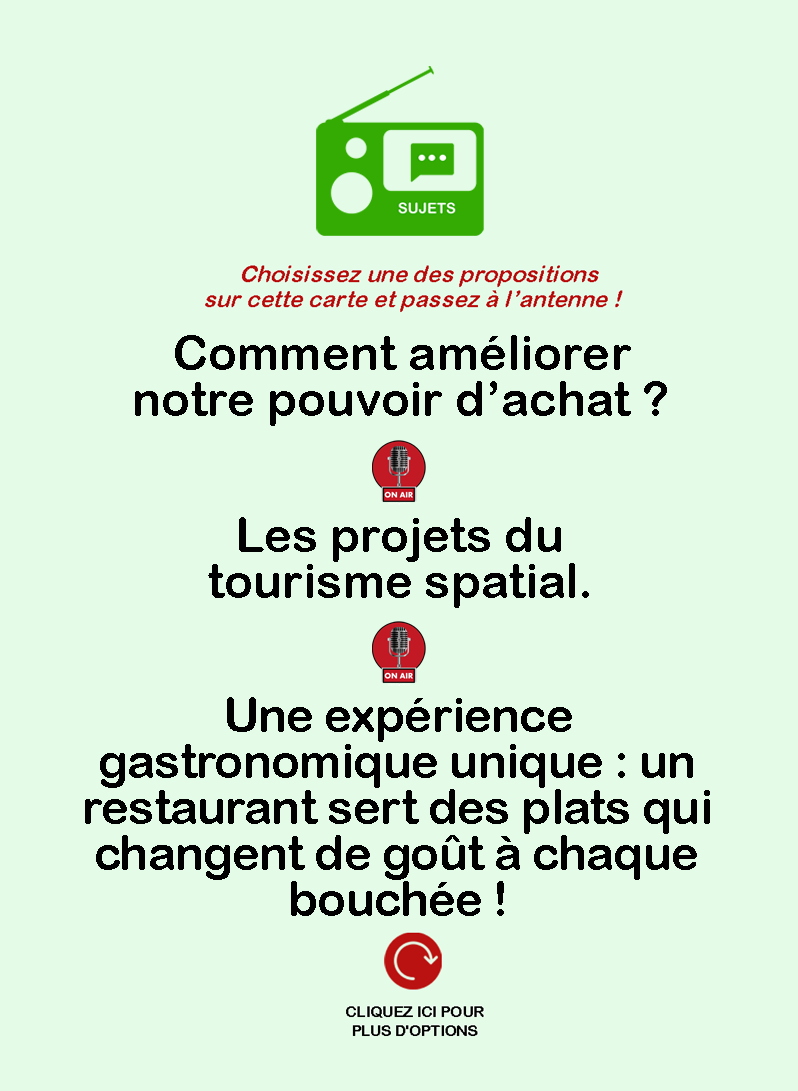 SUJETS
Choisissez une des propositions
sur cette carte et passez à l’antenne !
Comment améliorer
notre pouvoir d’achat ?
ON AIR
Les projets du
tourisme spatial.
ON AIR
Une expérience
gastronomique unique : un
restaurant sert des plats qui
changent de goût à chaque
bouchée !
CLIQUEZ ICI POUR
PLUS D'OPTIONS